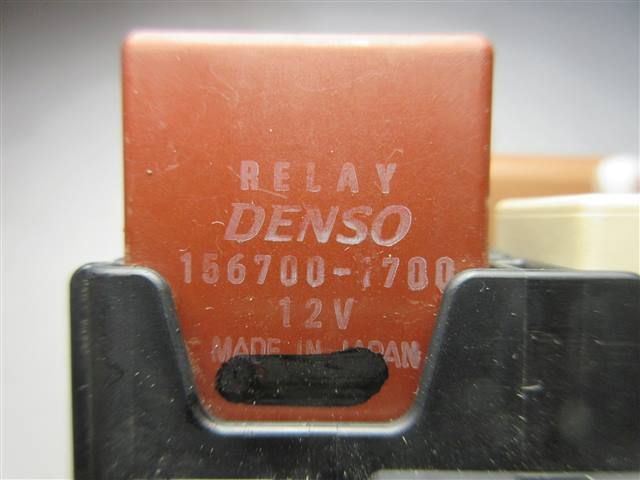 RELAY
DENSO
156700-1700
12V
MADE IN JAPAN